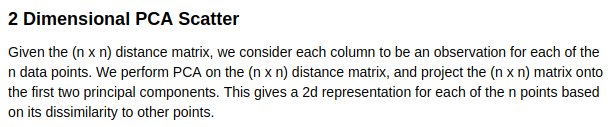 2 Dimensional PCA Scatter
Given the (n x n) distance matrix, we consider each column to be an observation for each of the
n data points. We perform PCA on the (n x n) distance matrix, and project the (n x n) matrix onto
the first two principal components. This gives a 2d representation for each of the n points based
on its dissimilarity to other points.